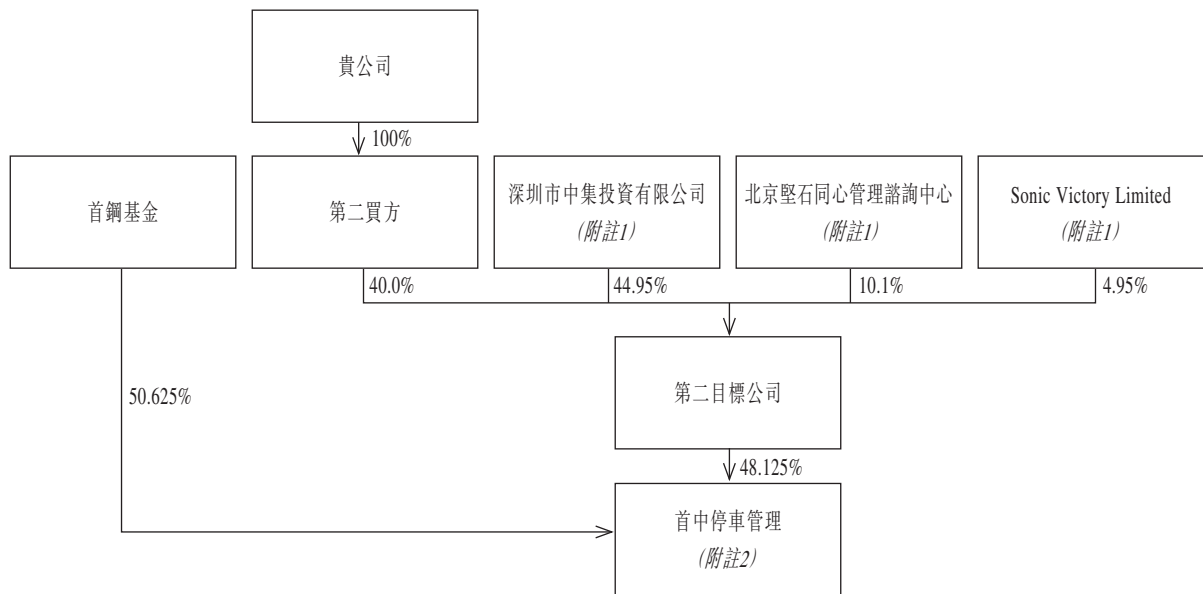 貴公司
100%
首鋼基金
第二買方
深圳市中集投資有限公司
(附註1)
北京堅石同心管理諮詢中心
(附註1)
Sonic Victory Limited
(附註1)
40.0%
44.95%
10.1%
4.95%
第二目標公司
50.625%
48.125%
首中停車管理
(附註2)